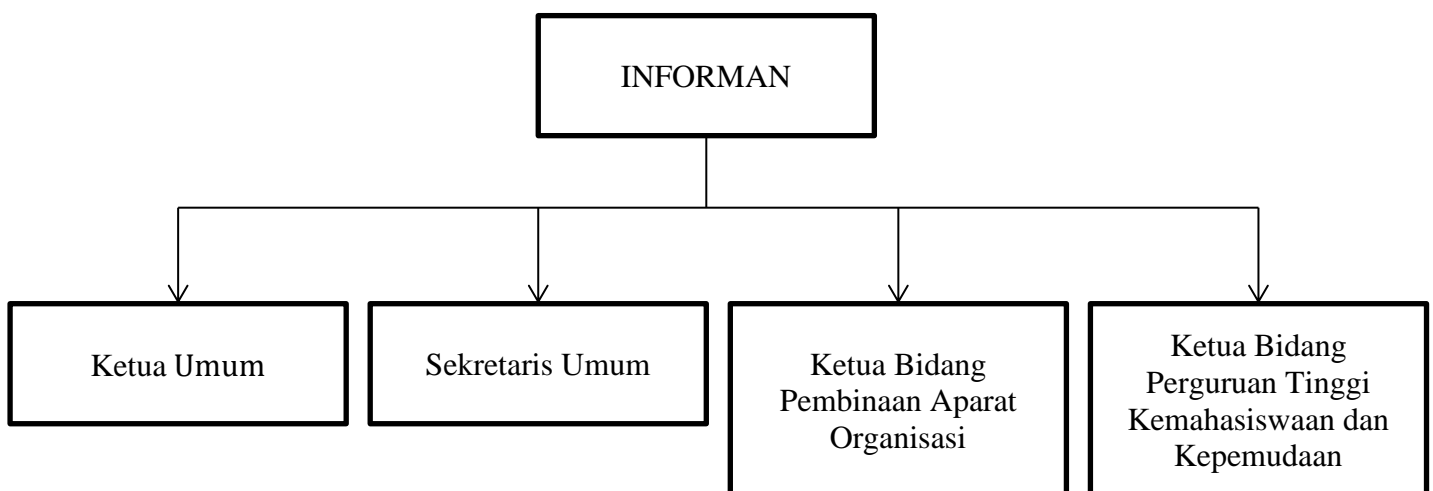 INFORMAN
Ketua Umum
Sekretaris Umum
Ketua Bidang
Pembinaan Aparat
Organisasi
Ketua Bidang
Perguruan Tinggi
Kemahasiswaan dan
Kepemudaan